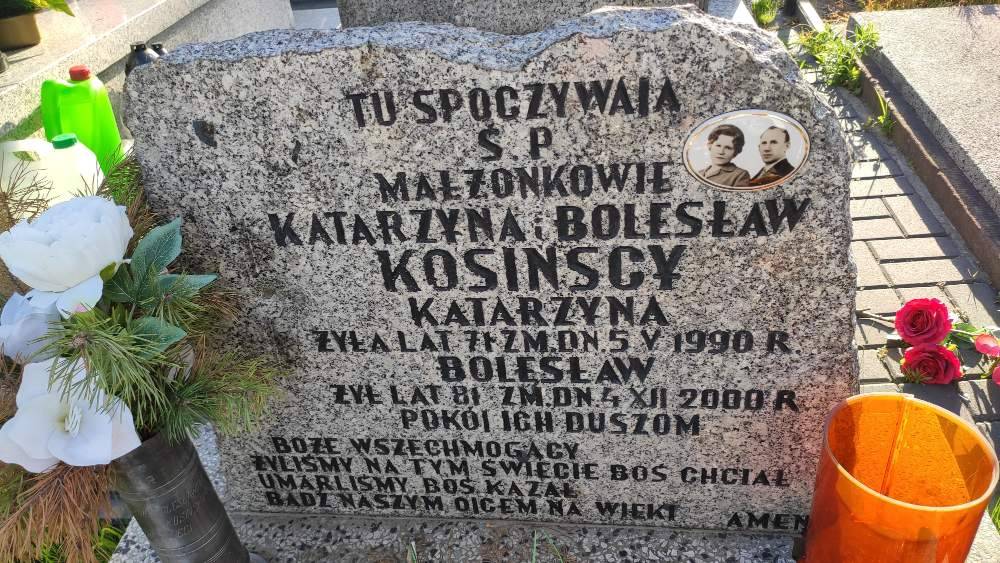 TU SPOCZYWAJĄ
Ś. P.
MAŁŻONKOWIE
KATARZYNA i BOLESŁAW
KOSIŃSCY
KATARZYNA
ŻYŁA LAT 71 ZM. DN 5 V 1990 R.
BOLESŁAW
ŻYŁ LAT 81 ZM. DN 4 XII 2000 R
POKÓJ ICH DUSZOM
BOŻE WSZECHMOGĄCY
ŻYLIŚMY NA TYM ŚWIECIE BOŚ CHCIAŁ
UMARLIŚMY BOŚ KAZAŁ
BĄDŹ NASZYM OJCEM NA WIEKI AMEN